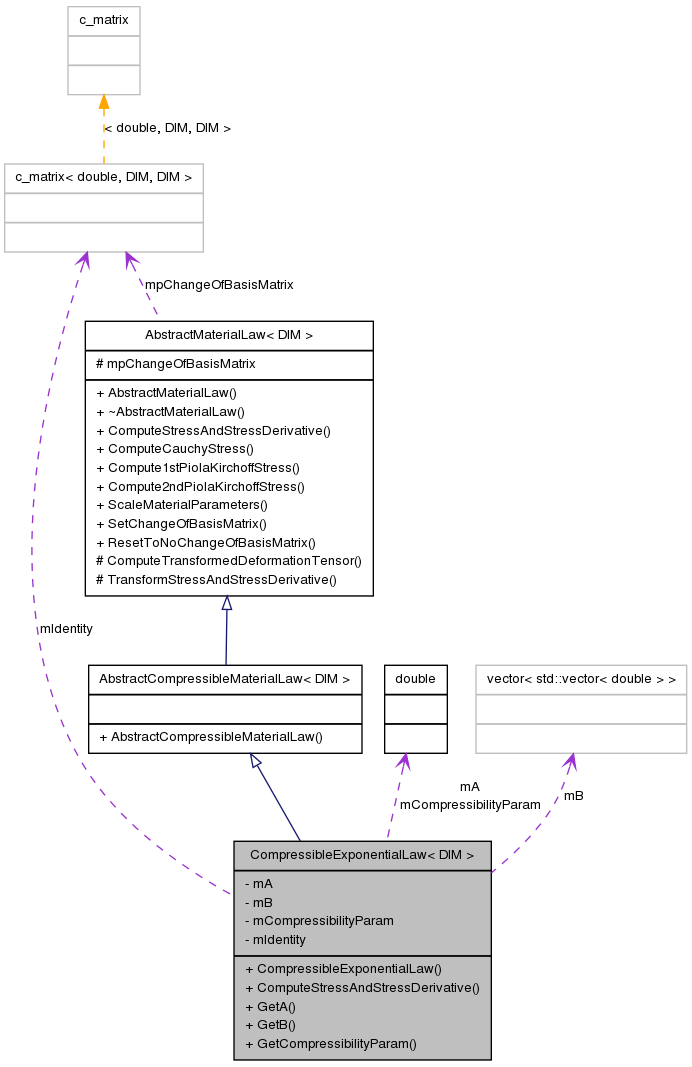 c_matrix
< double, DIM, DIM >
c_matrix< double, DIM, DIM >
mpChangeOfBasisMatrix
AbstractMaterialLaw< DIM >
# mpChangeOfBasisMatrix
+ AbstractMaterialLaw()
+ ~AbstractMaterialLaw()
+ ComputeStressAndStressDerivative()
+ ComputeCauchyStress()
+ Compute1stPiolaKirchoffStress()
+ Compute2ndPiolaKirchoffStress()
+ ScaleMaterialParameters()
+ SetChangeOfBasisMatrix()
+ ResetToNoChangeOfBasisMatrix()
# ComputeTransformedDeformationTensor()
# TransformStressAndStressDerivative()
mIdentity
AbstractCompressibleMaterialLaw< DIM >
+ AbstractCompressibleMaterialLaw()
double
vector< std::vector< double > >
mA
mCompressibilityParam
mB
CompressibleExponentialLaw< DIM >
- mA
- mB
- mCompressibilityParam
- mIdentity
+ CompressibleExponentialLaw()
+ ComputeStressAndStressDerivative()
+ GetA()
+ GetB()
+ GetCompressibilityParam()